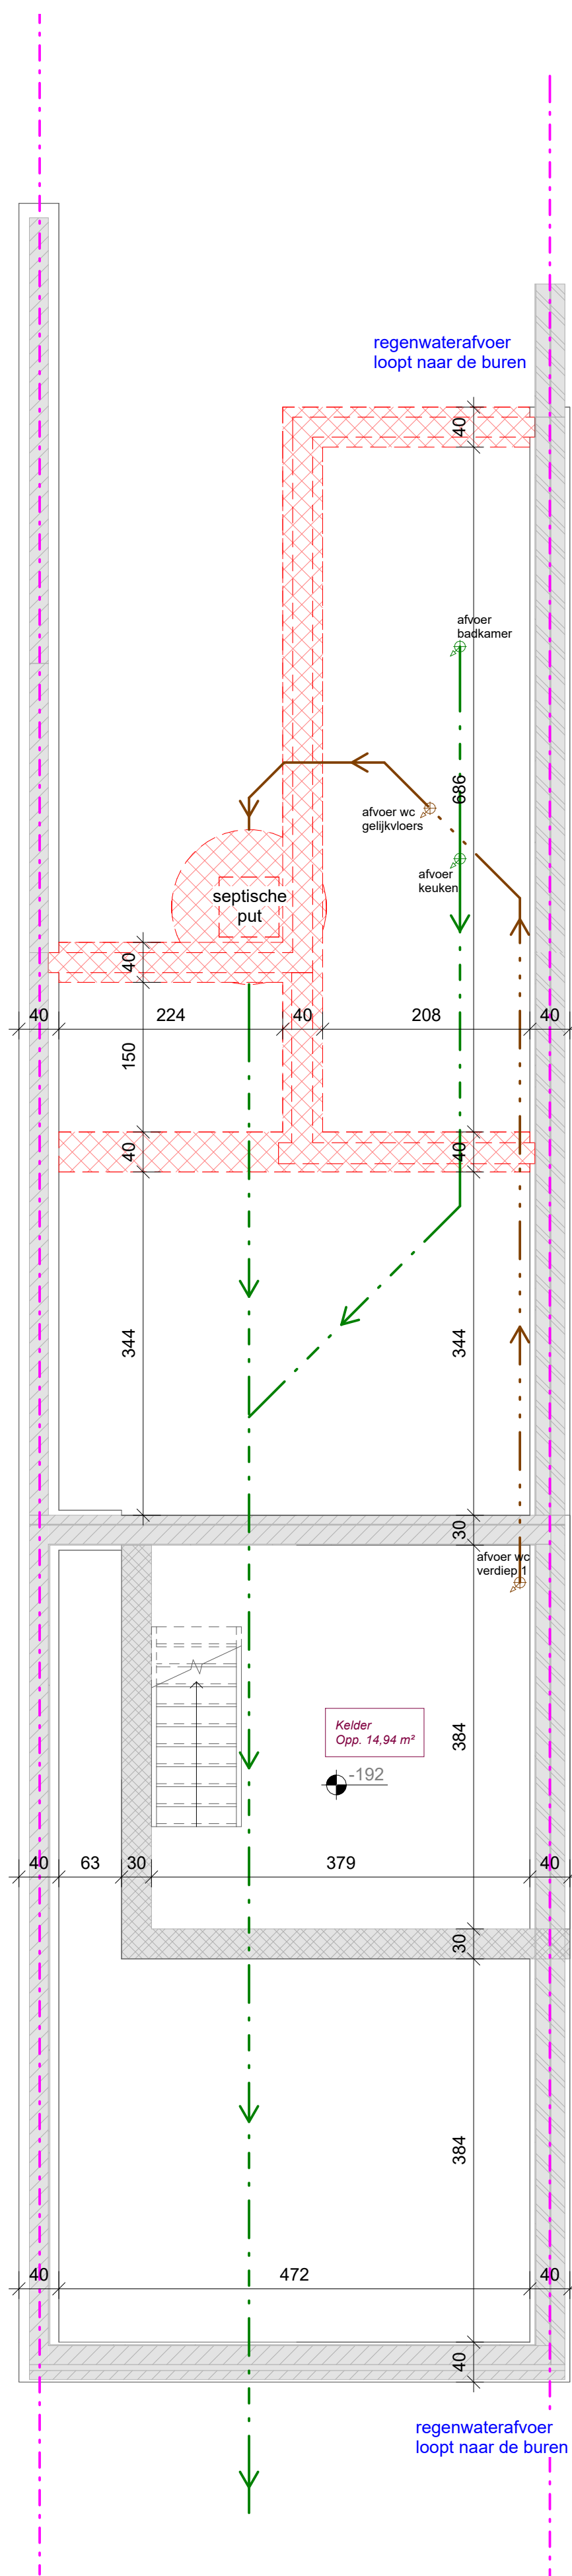 regenwaterafvoer
loopt naar de buren
40
afvoer
badkamer
686
afvoer wc
gelijkvloers
afvoer
keuken
septische
put
40
40
224
40
208
40
150
40
40
344
344
30
afvoer wc
verdiep 1
Kelder
Opp. 14,94 m²
384
-192
40
63
30
379
40
30
384
40
472
40
40
regenwaterafvoer
loopt naar de buren